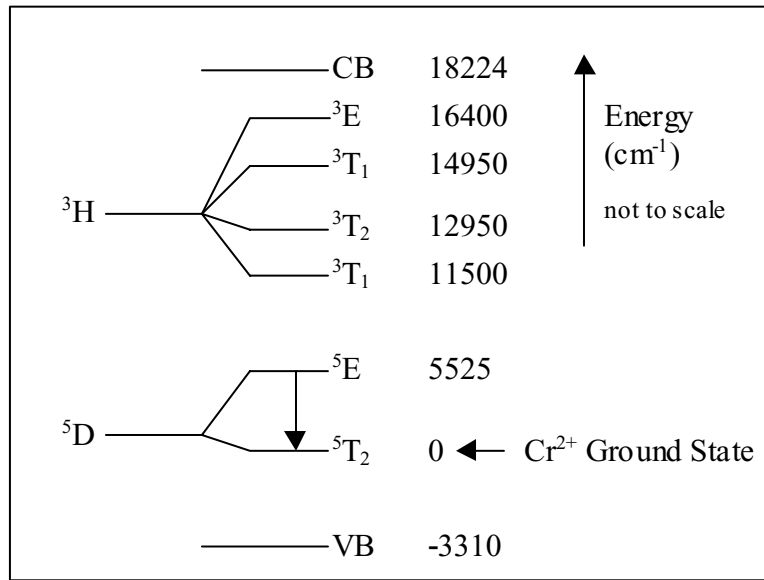 CB 18224
³E 16400
Energy
(cm⁻¹)
³T₁ 14950
³H
not to scale
³T₂ 12950
³T₁ 11500
⁵E 5525
⁵D
⁵T₂ 0 Cr²⁺ Ground State
VB -3310